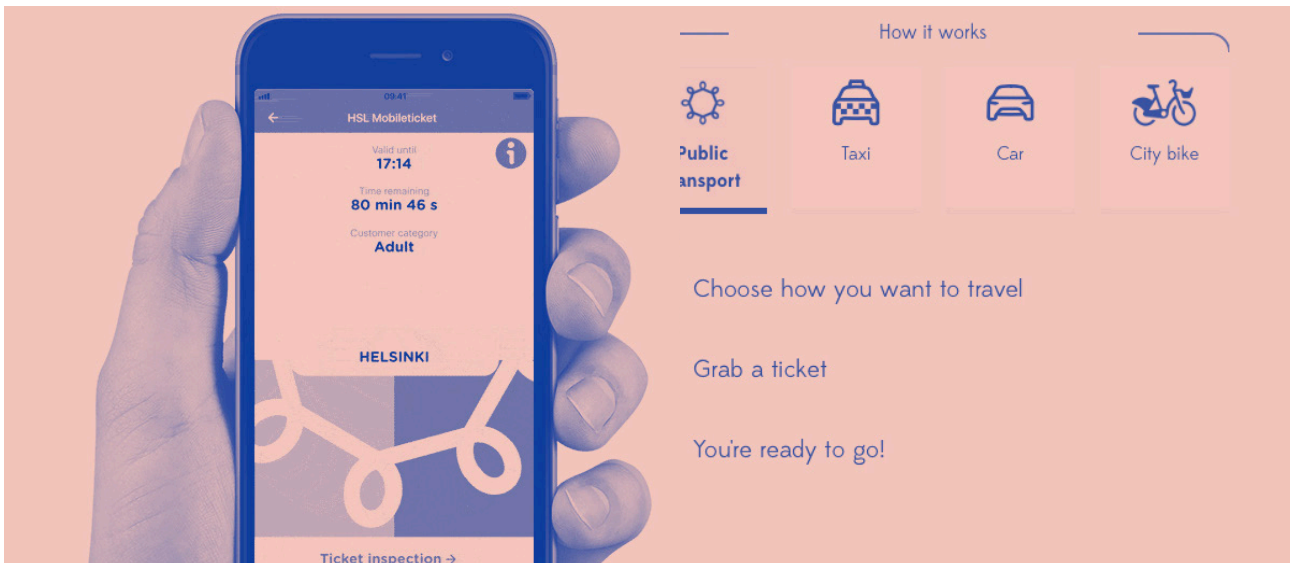 09:41
HSL Mobileticket
Valid until
17:14
Time remaining
80 min 46 s
Customer category
Adult
HELSINKI
Ticket inspection →
How it works
Public
ansport
Taxi
Car
City bike
Choose how you want to travel
Grab a ticket
You're ready to go!